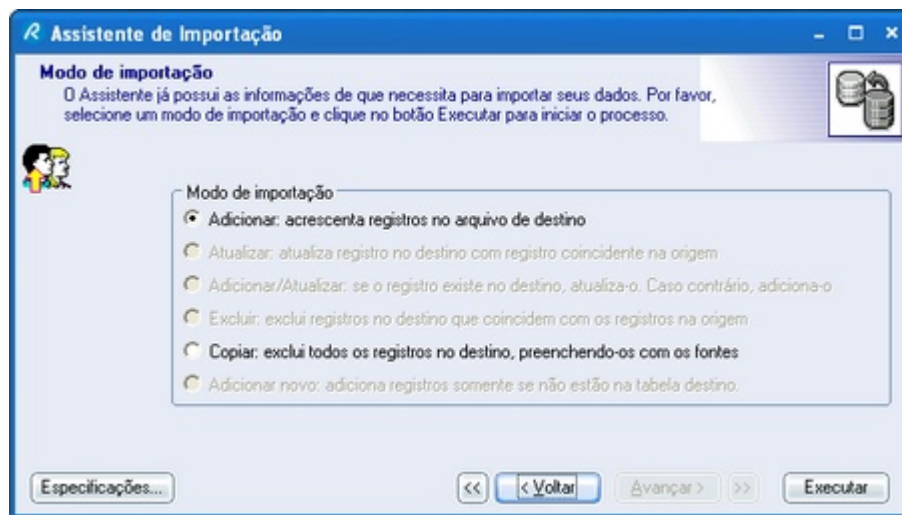 Assistente de Importação
Modo de importação
O Assistente já possui as informações de que necessita para importar seus dados. Por favor,
selecione um modo de importação e clique no botão Executar para iniciar o processo.
Modo de importação
Adicionar: acrescenta registros no arquivo de destino
Atualizar: atualiza registro no destino com registro coincidente na origem
Adicionar/Atualizar: se o registro existe no destino, atualiza-o. Caso contrário, adiciona-o
Excluir: exclui registros no destino que coincidem com os registros na origem
Copiar: exclui todos os registros no destino, preenchendo-os com os fontes
Adicionar novo: adiciona registros somente se não estão na tabela destino.
Especificações... << < Voltar Avançar > >> Executar